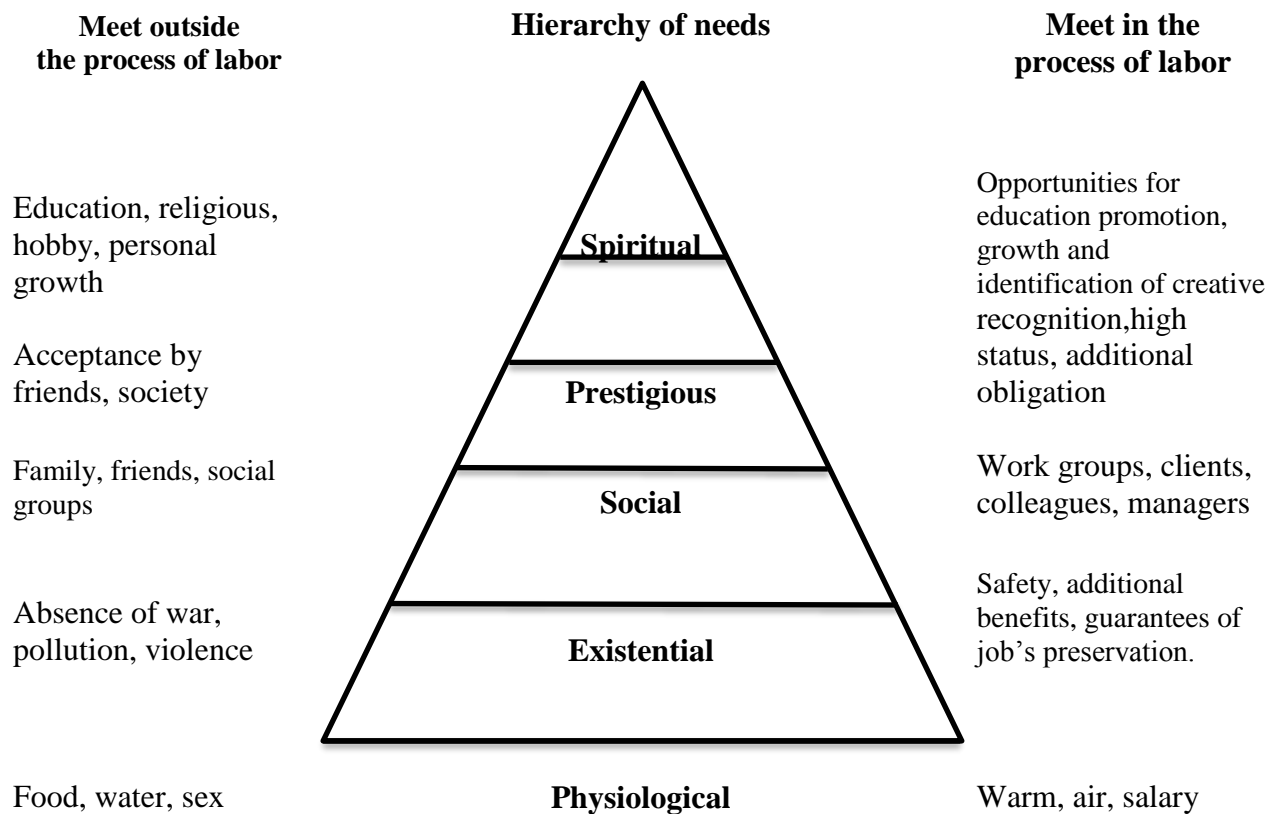 Meet outside
the process of labor
Hierarchy of needs
Meet in the
process of labor
Education, religious,
hobby, personal
growth
Spiritual
Opportunities for
education promotion,
growth and
identification of creative
recognition,high
status, additional
obligation
Acceptance by
friends, society
Prestigious
Family, friends, social
groups
Social
Work groups, clients,
colleagues, managers
Absence of war,
pollution, violence
Existential
Safety, additional
benefits, guarantees of
job’s preservation.
Food, water, sex
Physiological
Warm, air, salary